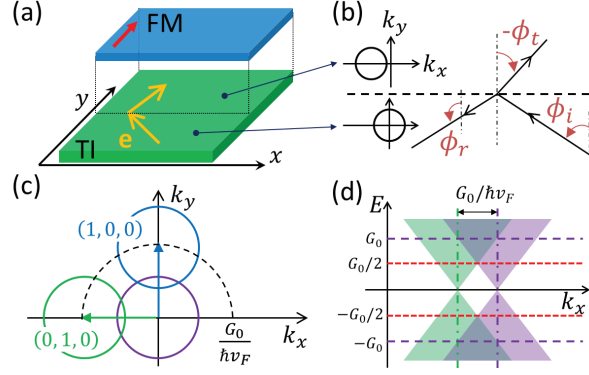 (a)
FM
y
e
TI
x
(b)
k_y
k_x
-ϕ_t
ϕ_i
ϕ_r
(c)
k_y
(1,0,0)
(0,1,0)
k_x
G_0
ħv_F
(d)
G_0/ħv_F
E
G_0
G_0/2
k_x
-G_0/2
-G_0